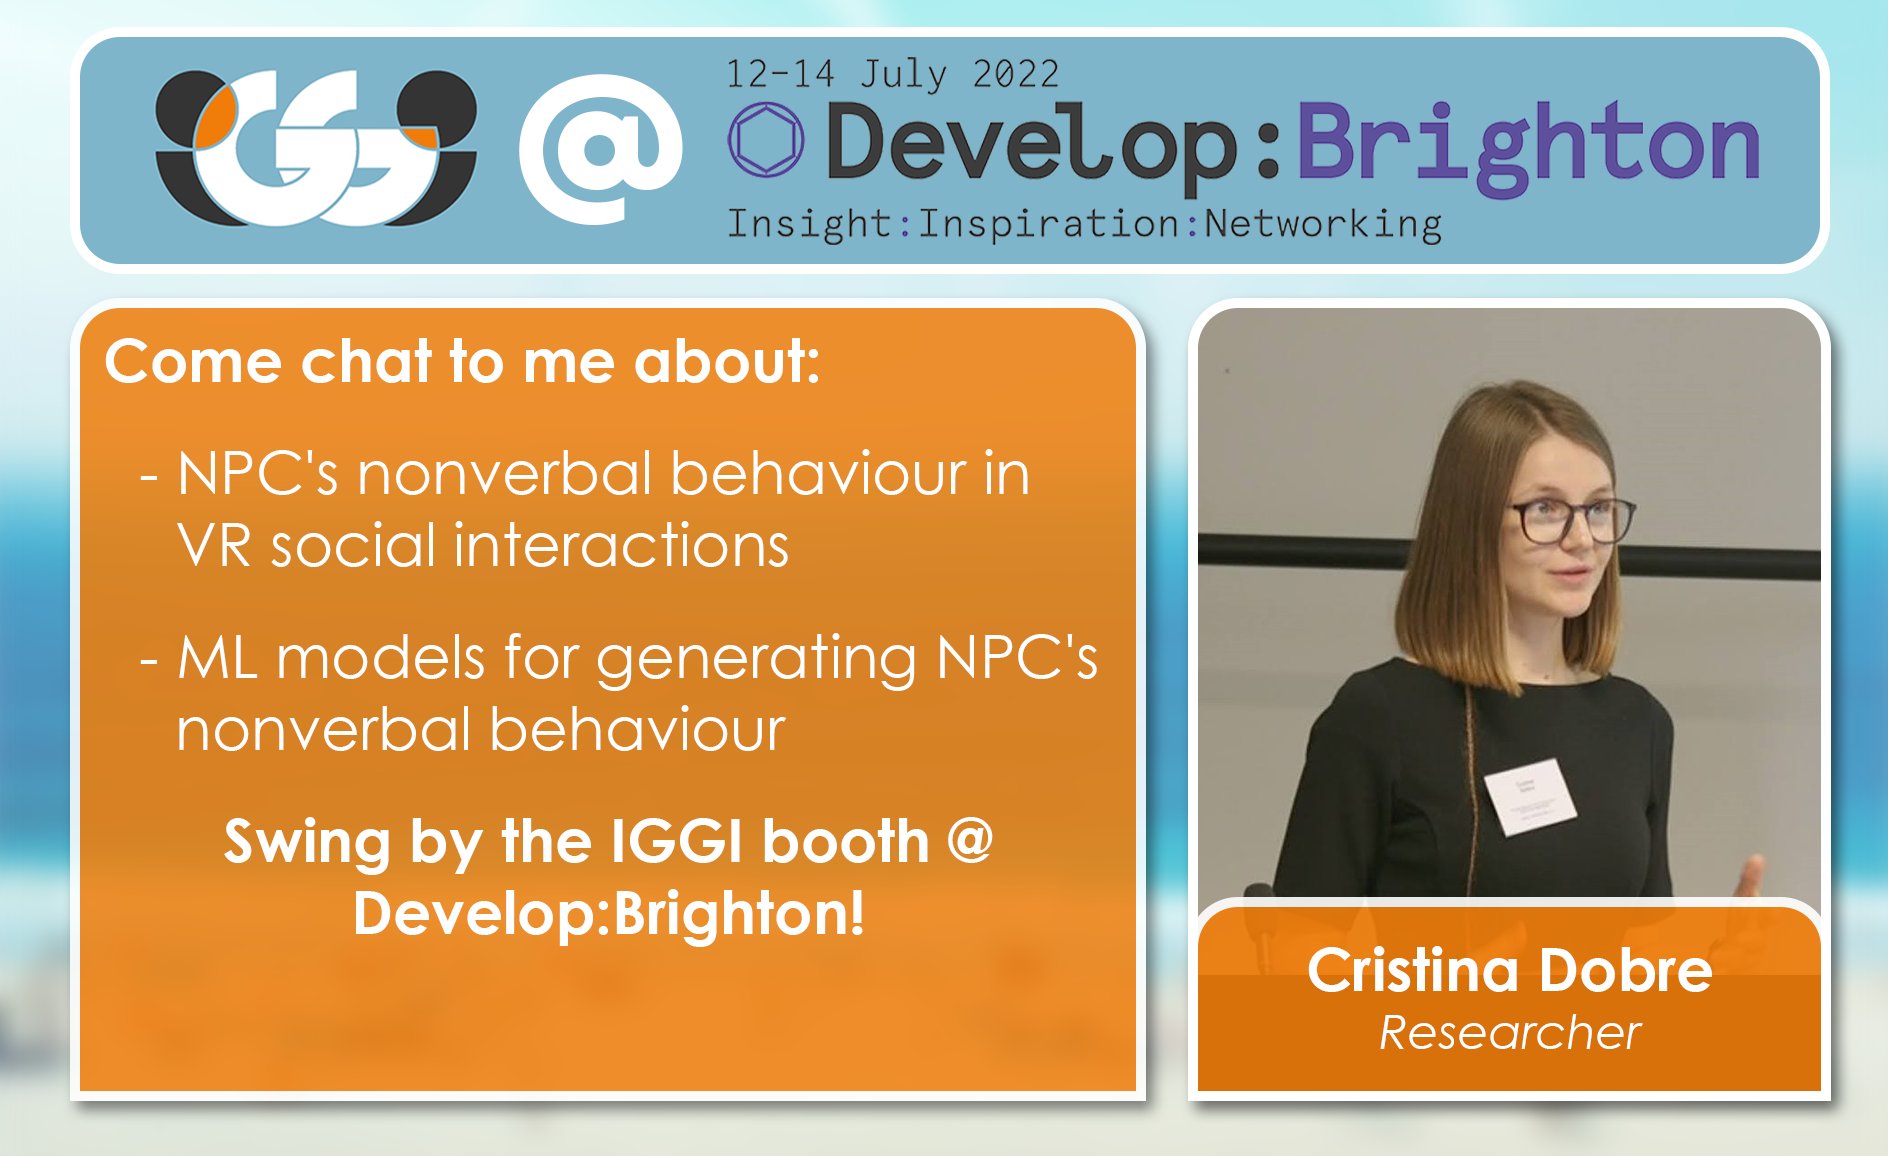 IGGI @
12-14 July 2022
Develop:Brighton
Insight:Inspiration:Networking
Come chat to me about:
- NPC's nonverbal behaviour in
VR social interactions
- ML models for generating NPC's
nonverbal behaviour
Swing by the IGGI booth @
Develop:Brighton!
Cristina Dobre
Researcher